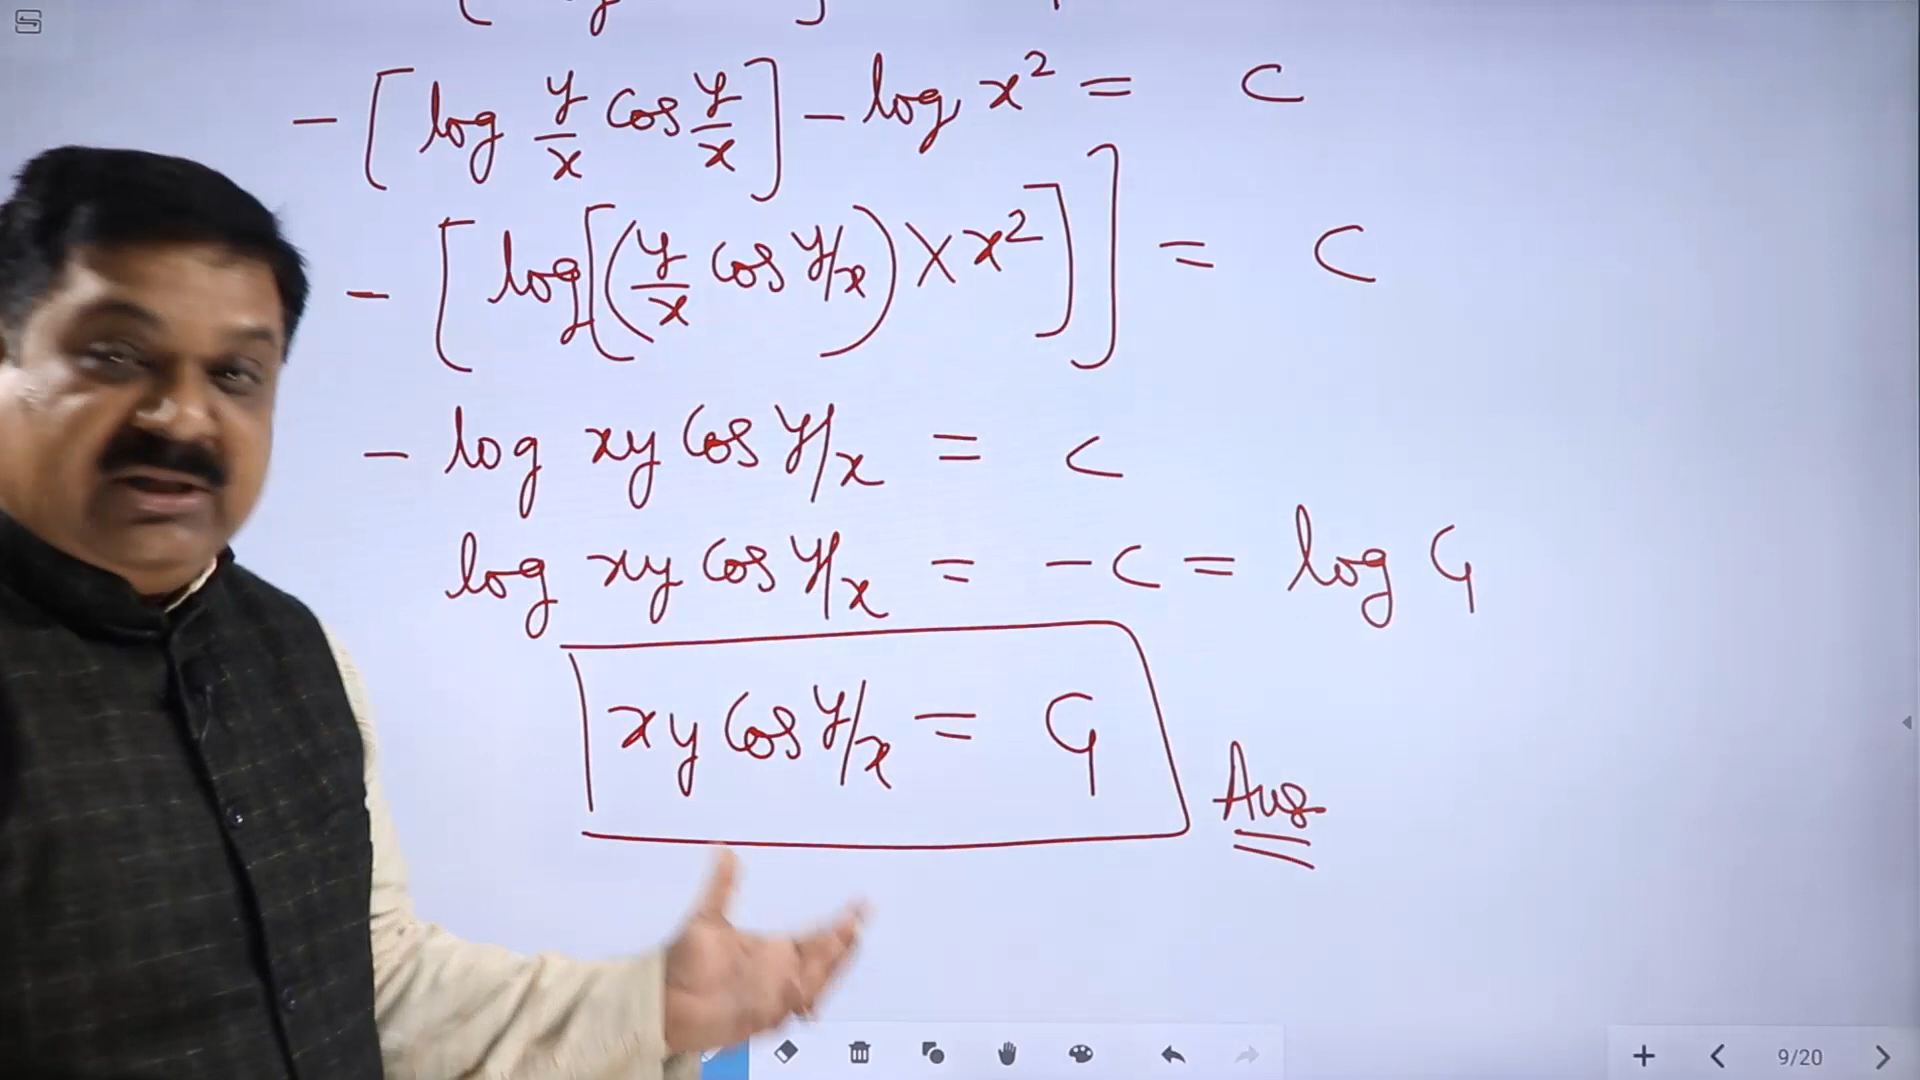 - [log y/x cos y/x] - log x² = C
- [log[(y/x cos y/x) × x²]] = C
- log xy cos y/x = C
log xy cos y/x = -C = log C₁
xy cos y/x = C₁
Ans
9/20